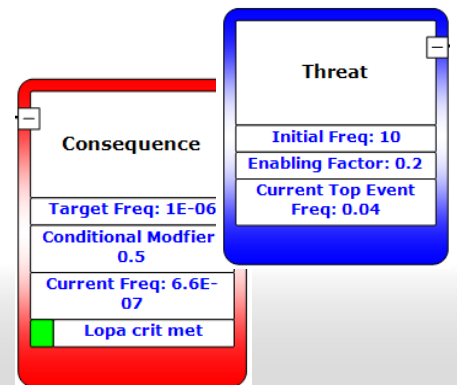 Threat
Initial Freq: 10
Enabling Factor: 0.2
Current Top Event
Freq: 0.04
Consequence
Target Freq: 1E-06
Conditional Modfier
0.5
Current Freq: 6.6E-
07
Lopa crit met